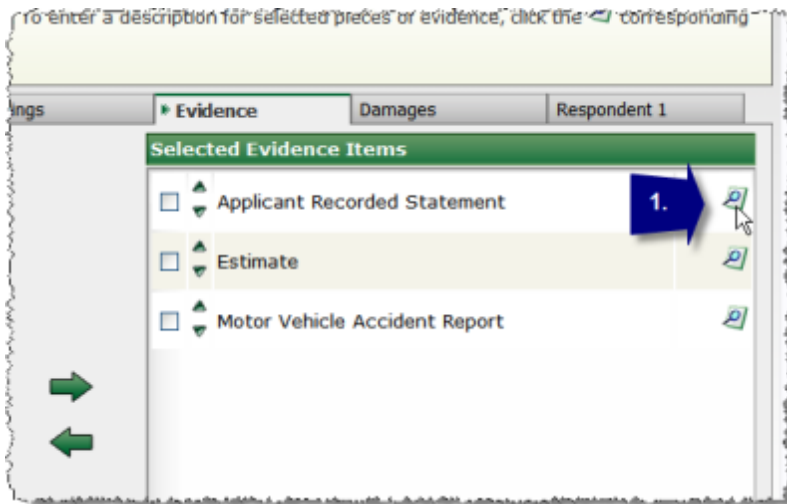 To enter a description for selected pieces of evidence, click the corresponding
ings
Evidence
Damages
Respondent 1
Selected Evidence Items
Applicant Recorded Statement
1.
Estimate
Motor Vehicle Accident Report